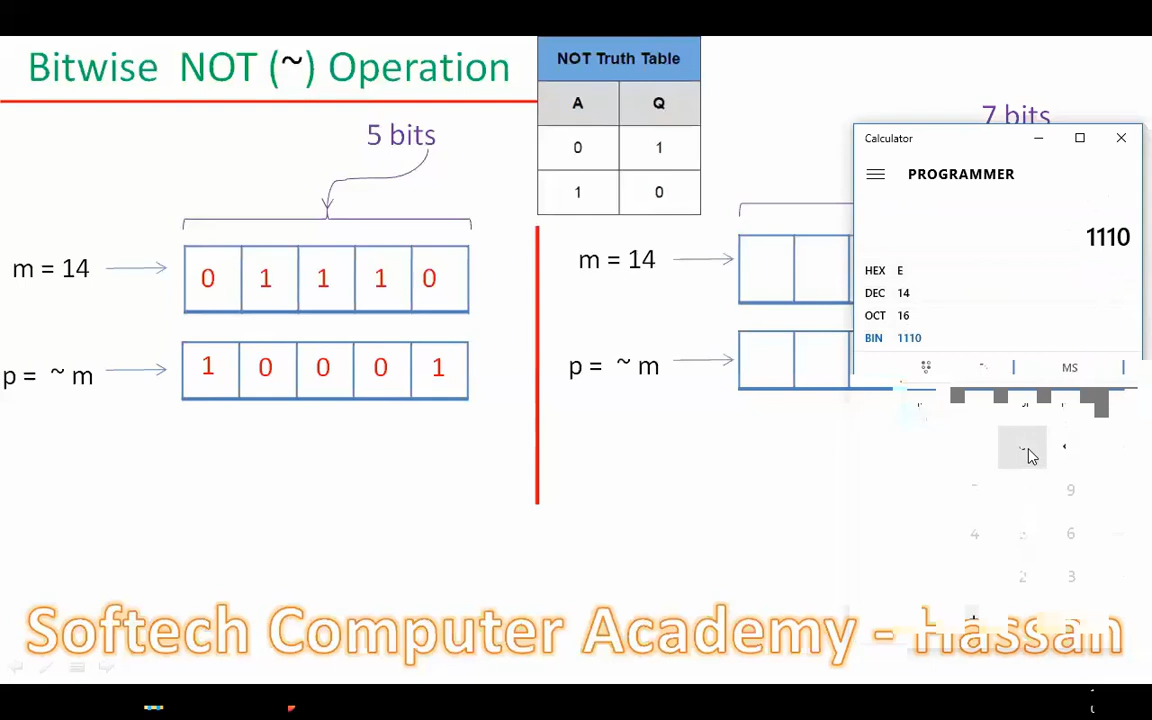 Bitwise NOT (~) Operation
NOT Truth Table
A Q
0 1
1 0
5 bits
m = 14
0 1 1 1 0
p = ~ m
1 0 0 0 1
7 bits
m = 14
p = ~ m
Calculator
PROGRAMMER
1110
HEX E
DEC 14
OCT 16
BIN 1110
MS
9
4 6
2 3
Softech Computer Academy - Hassan